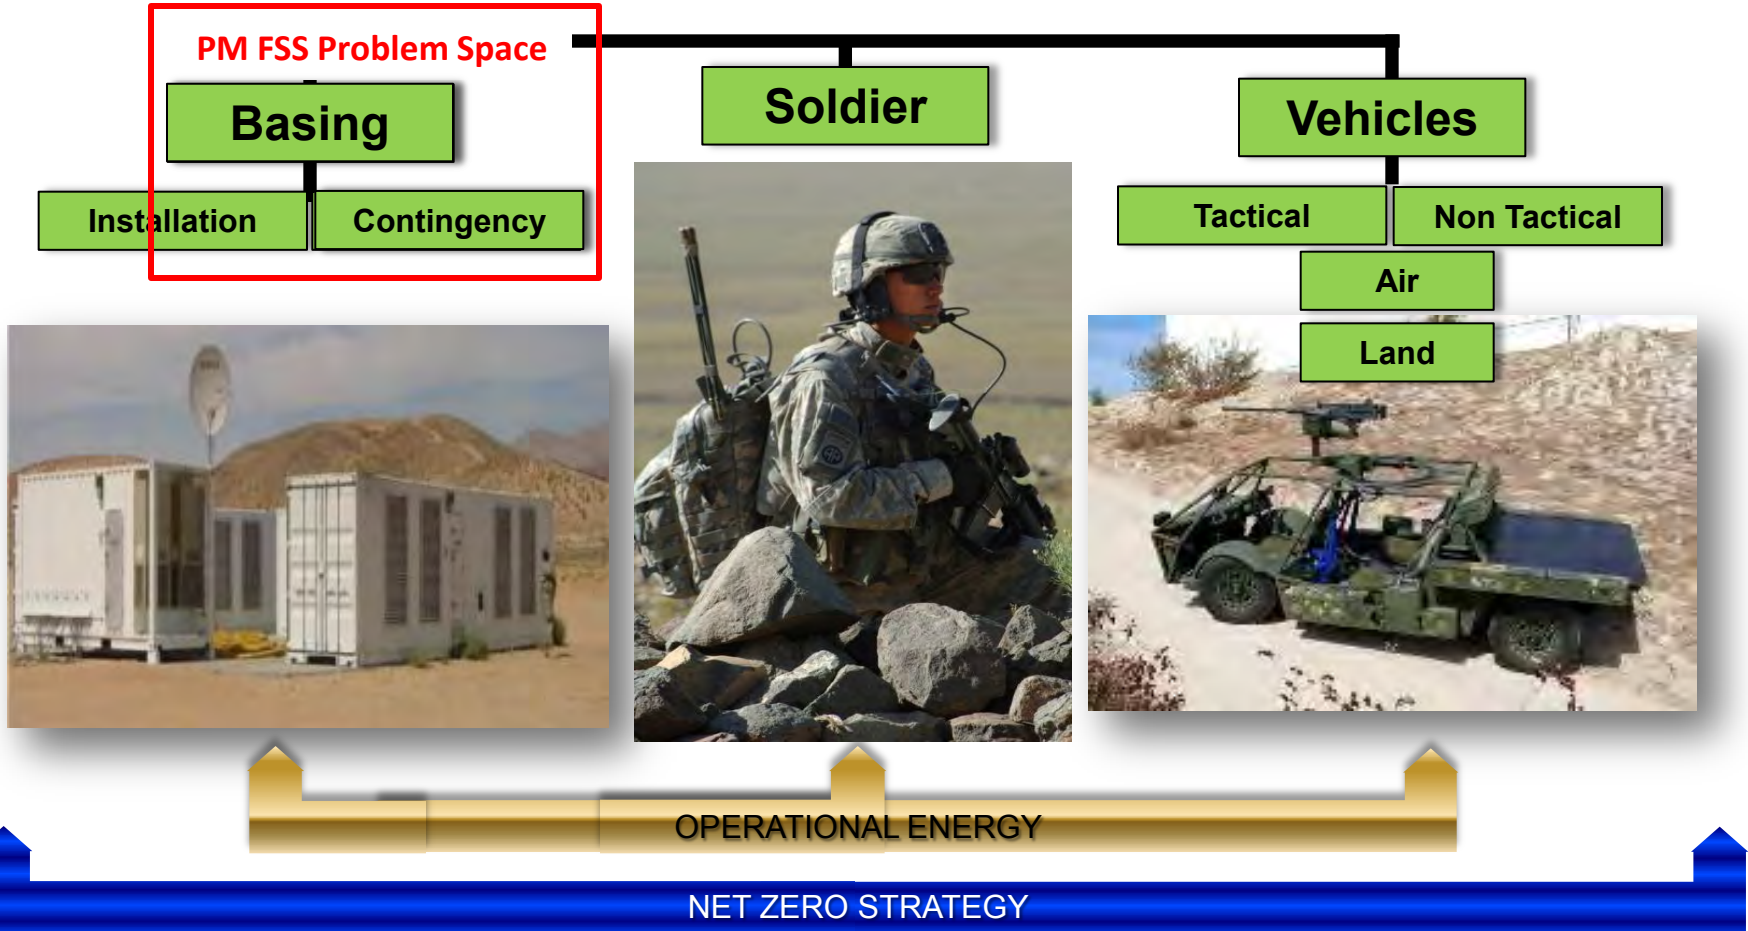 PM FSS Problem Space
Basing
Soldier
Vehicles
Installation
Contingency
Tactical
Non Tactical
Air
Land
OPERATIONAL ENERGY
NET ZERO STRATEGY